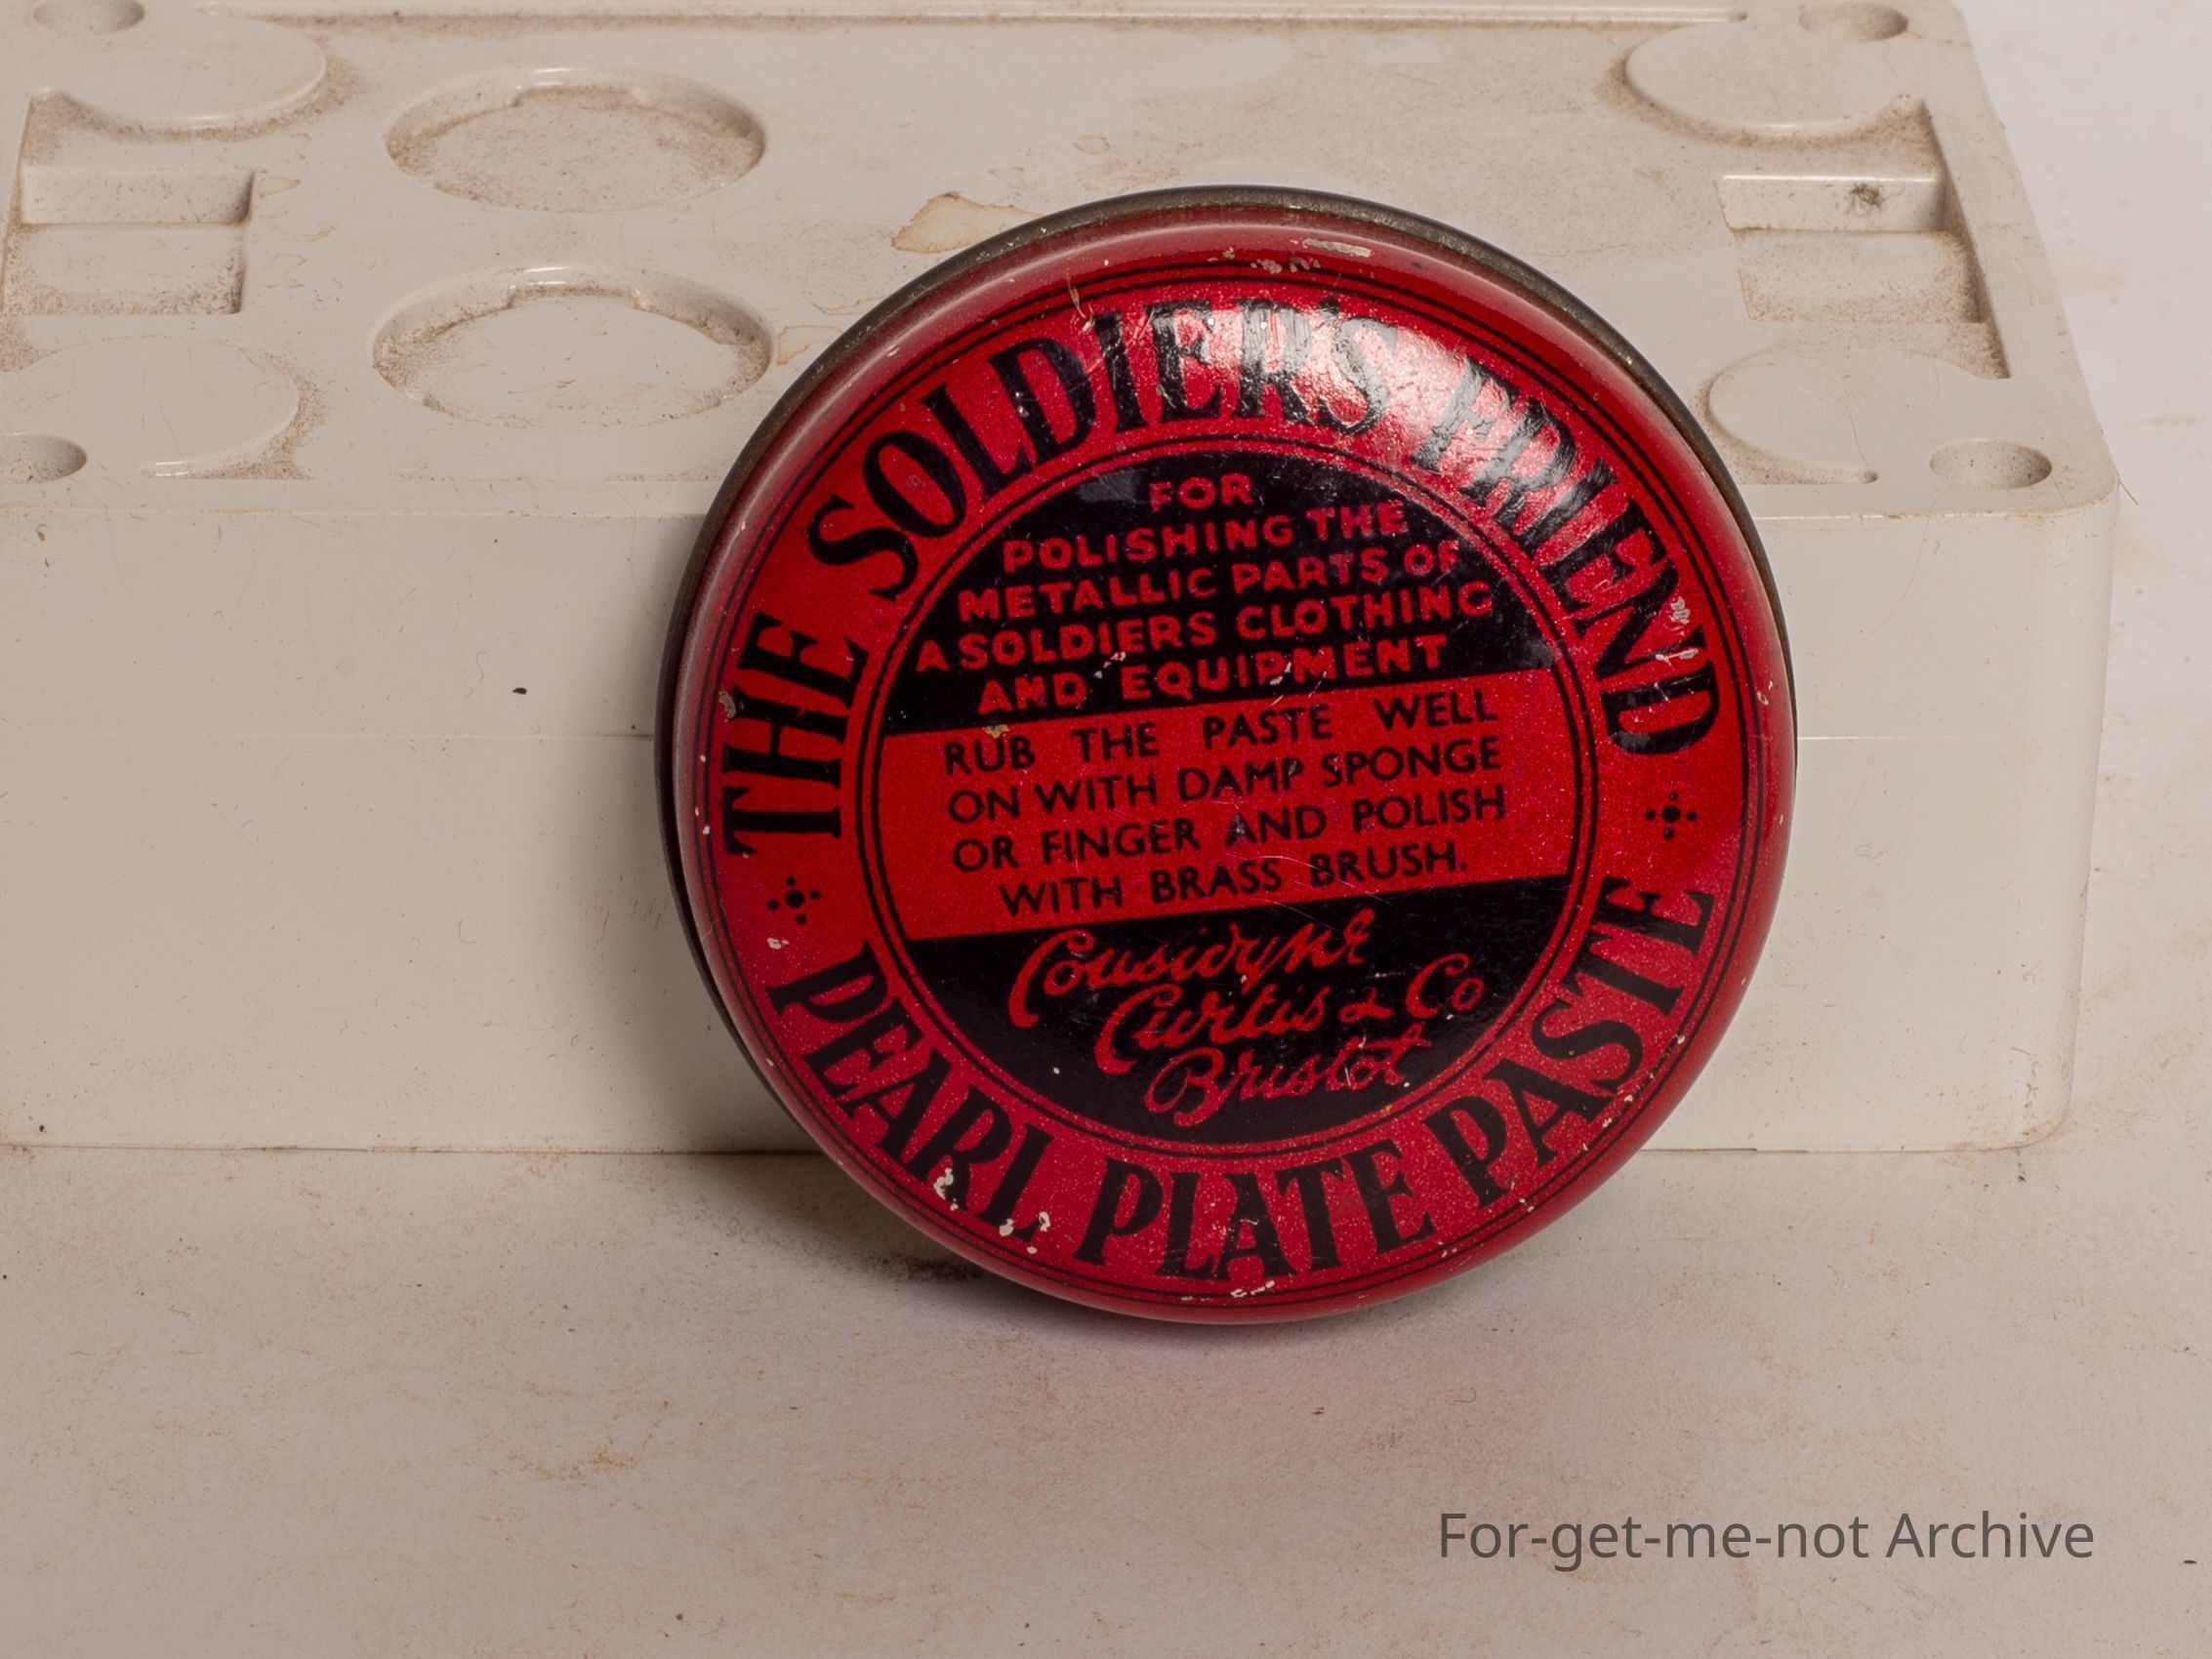 THE SOLDIER'S FRIEND
FOR
POLISHING THE
METALLIC PARTS OF
A SOLDIERS CLOTHING
AND EQUIPMENT
RUB THE PASTE WELL
ON WITH DAMP SPONGE
OR FINGER AND POLISH
WITH BRASS BRUSH.
Cousidyne
Curtis & Co
Bristol
PEARL PLATE PASTE
For-get-me-not Archive